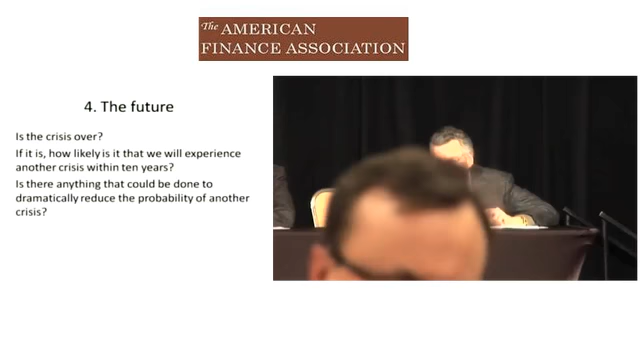 The AMERICAN
FINANCE ASSOCIATION
4. The future
Is the crisis over?
If it is, how likely is it that we will experience
another crisis within ten years?
Is there anything that could be done to
dramatically reduce the probability of another
crisis?